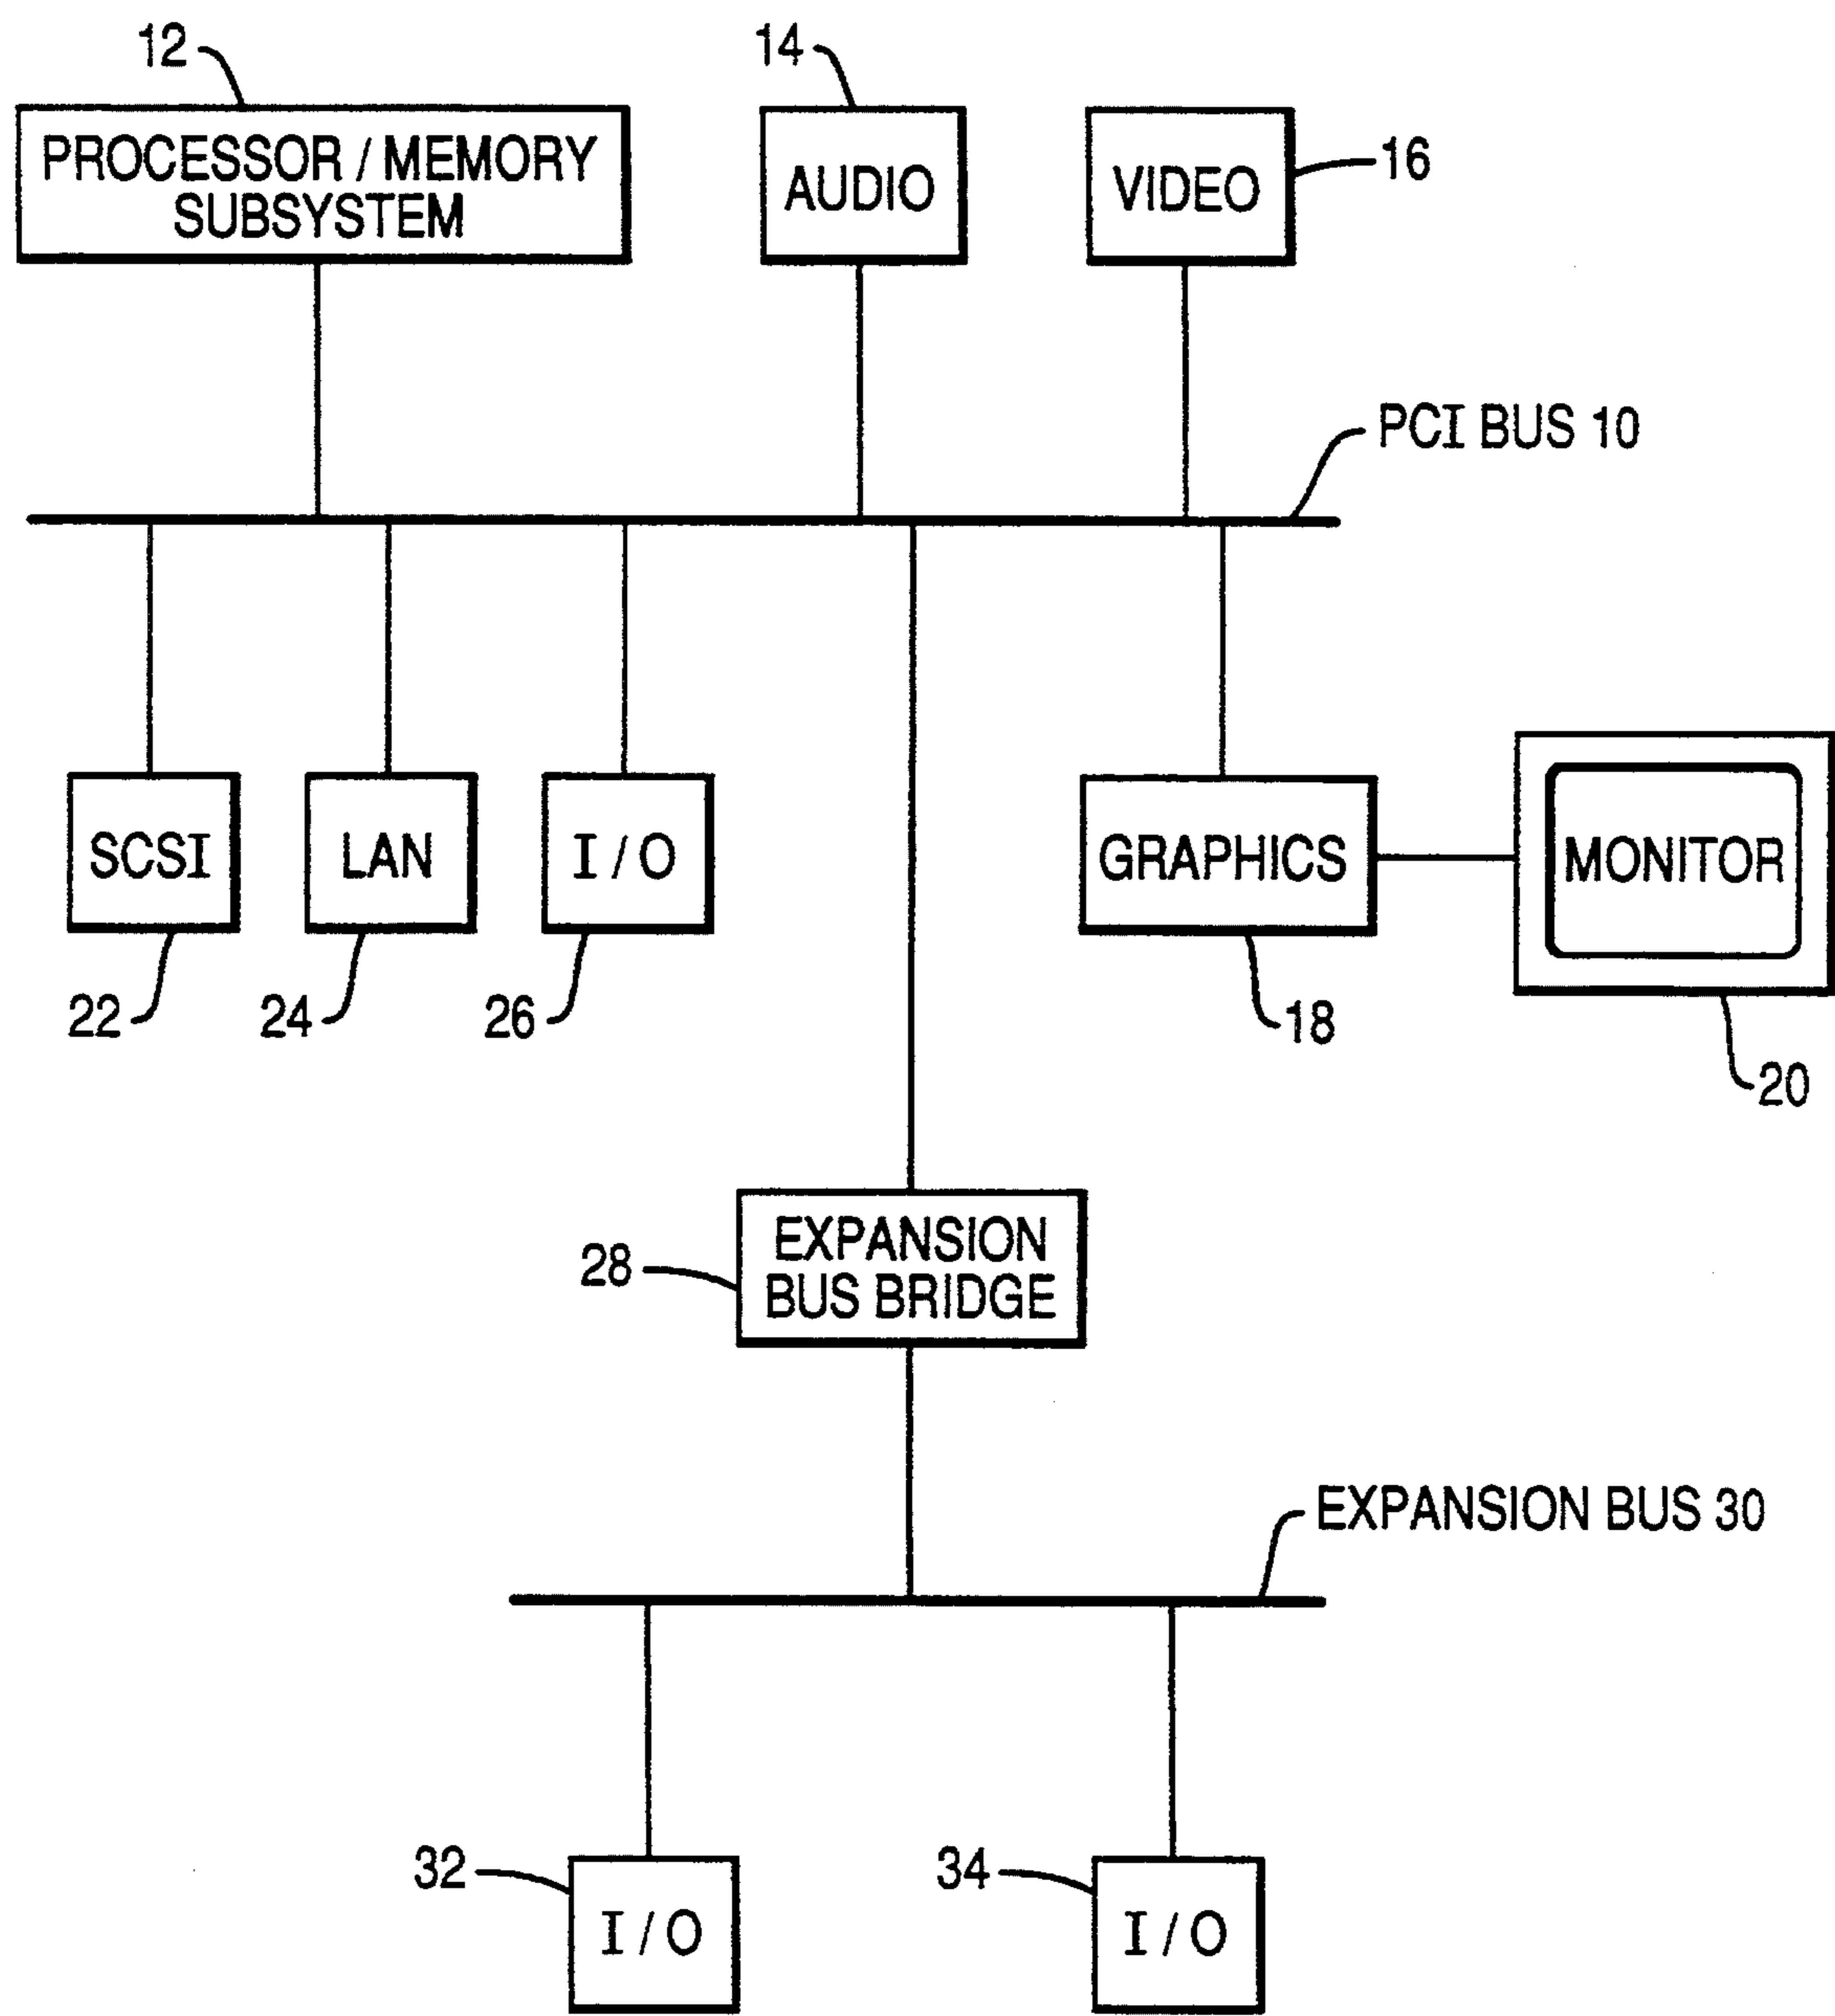 12
14
PROCESSOR / MEMORY
SUBSYSTEM
AUDIO
VIDEO
16
PCI BUS 10
SCSI
LAN
I / O
GRAPHICS
MONITOR
22
24
26
18
20
28
EXPANSION
BUS BRIDGE
EXPANSION BUS 30
32
34
I / O
I / O